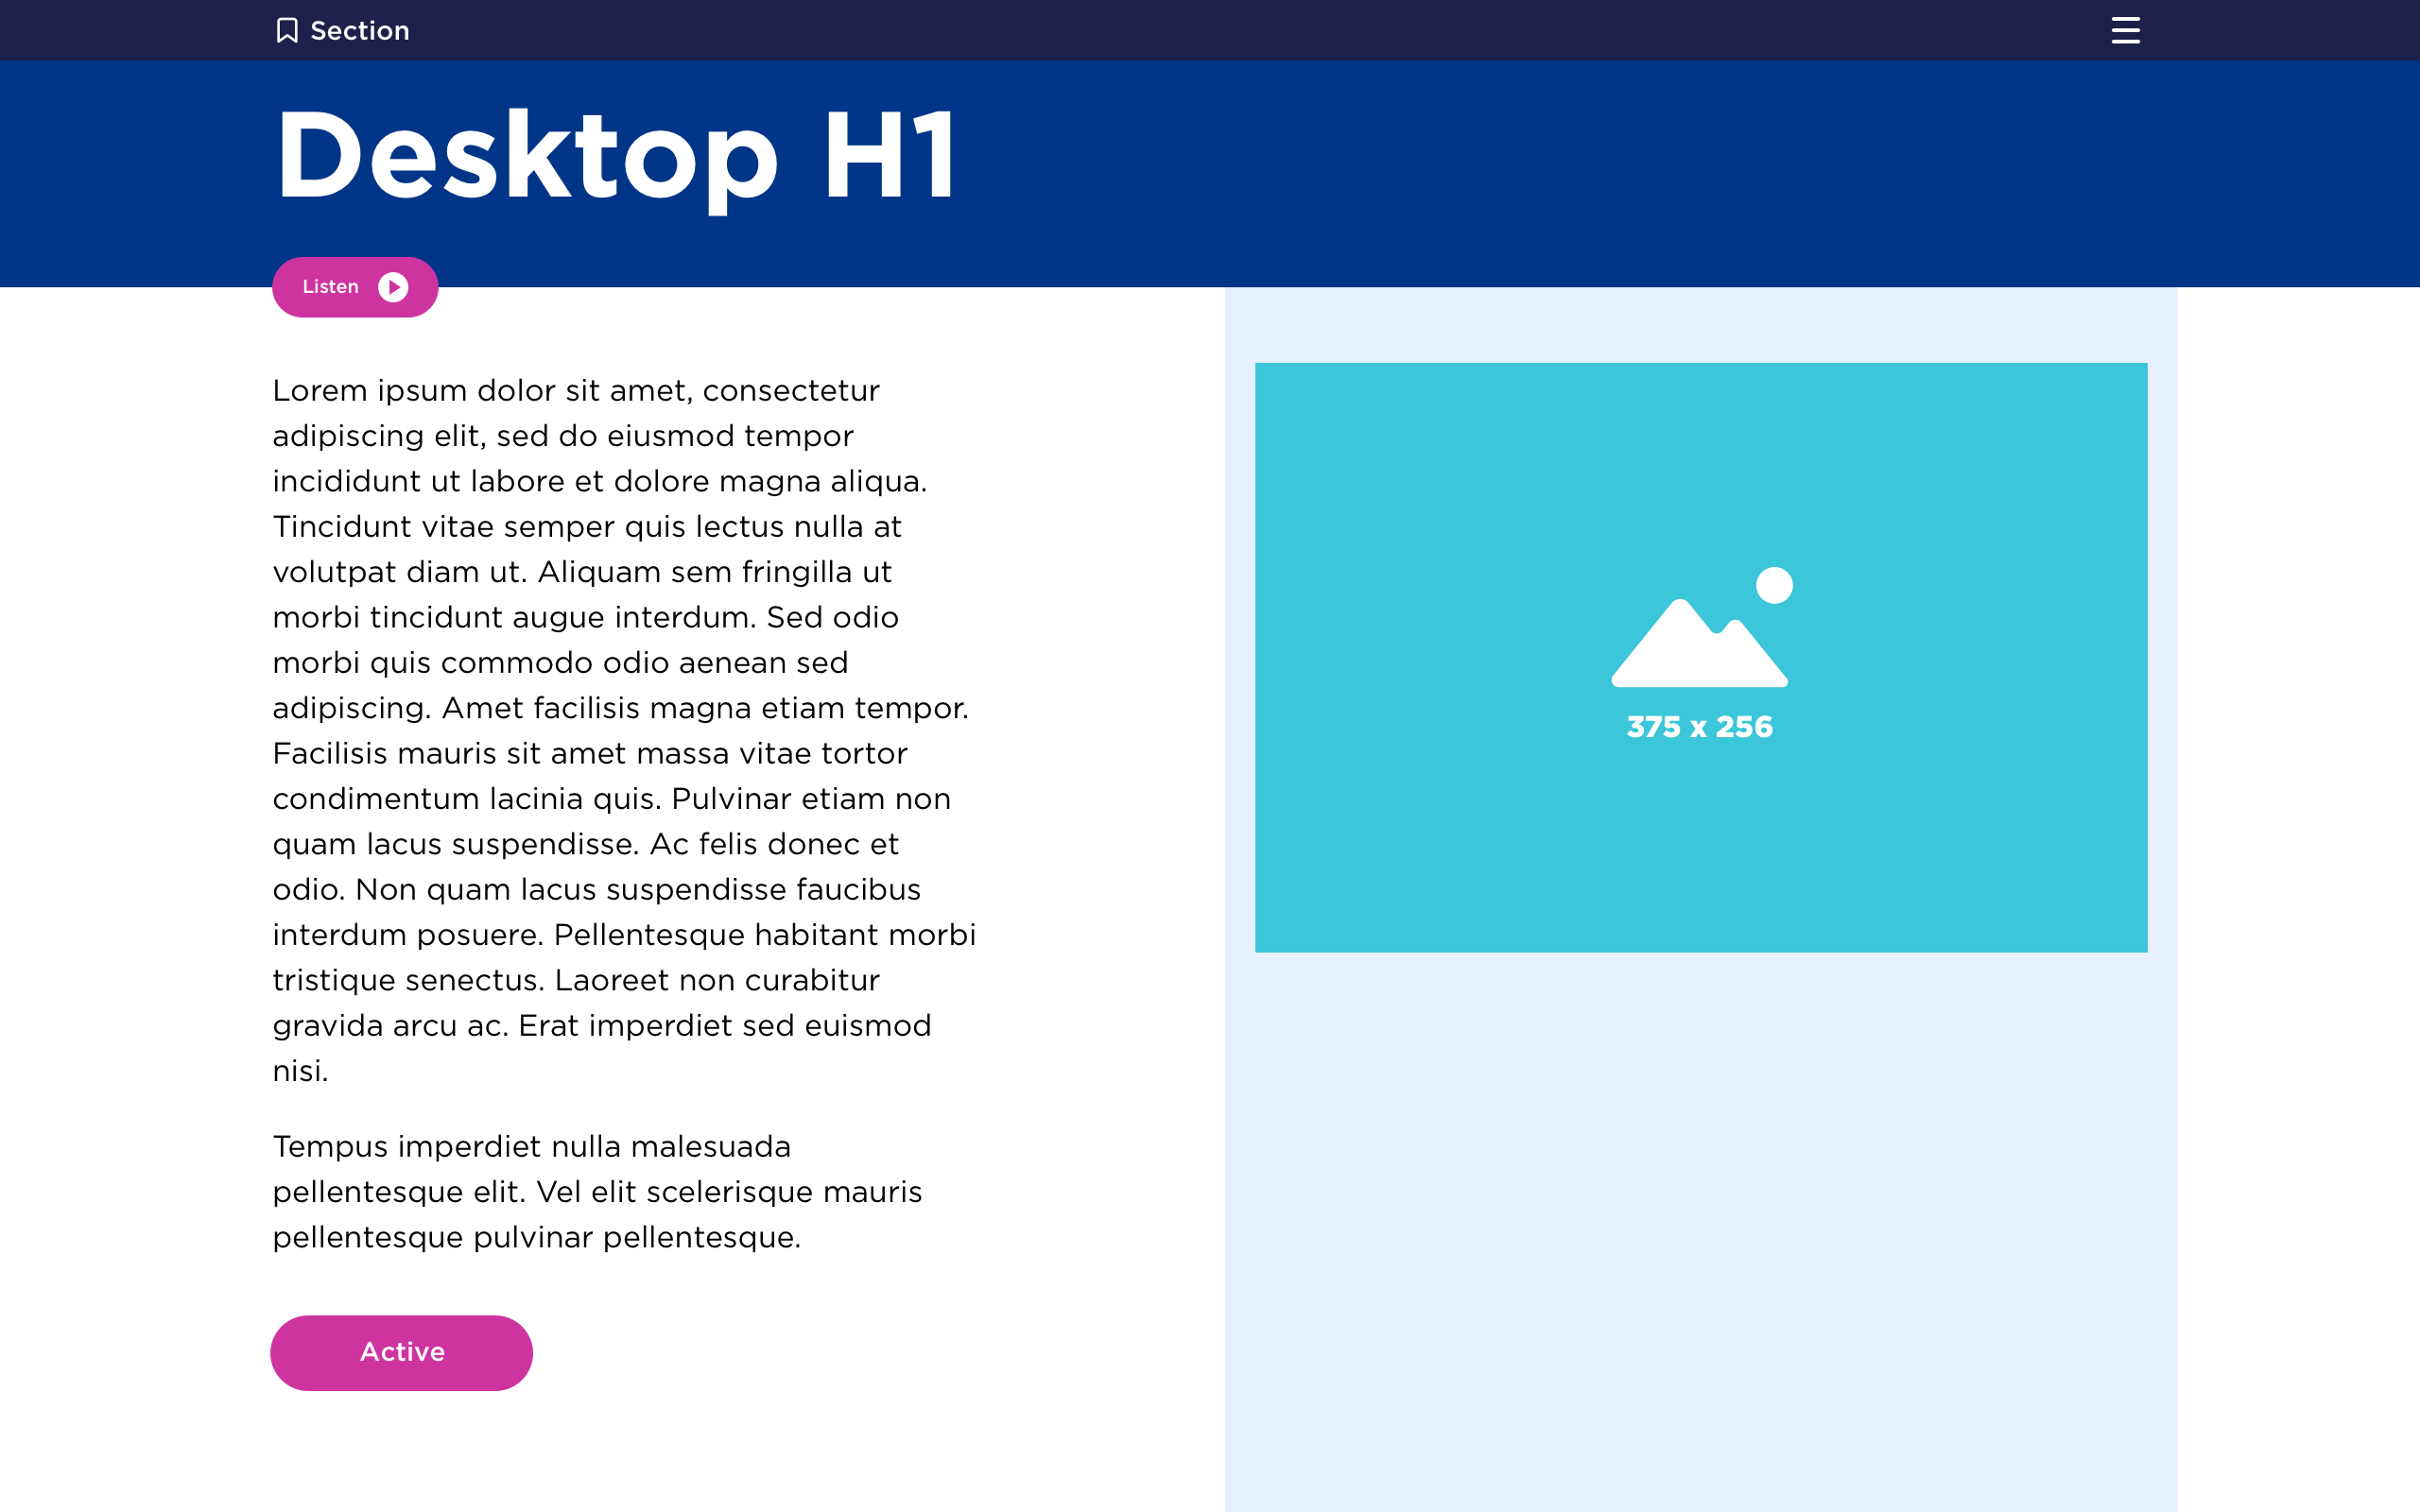 Section
Desktop H1
Listen
Lorem ipsum dolor sit amet, consectetur
adipiscing elit, sed do eiusmod tempor
incididunt ut labore et dolore magna aliqua.
Tincidunt vitae semper quis lectus nulla at
volutpat diam ut. Aliquam sem fringilla ut
morbi tincidunt augue interdum. Sed odio
morbi quis commodo odio aenean sed
adipiscing. Amet facilisis magna etiam tempor.
Facilisis mauris sit amet massa vitae tortor
condimentum lacinia quis. Pulvinar etiam non
quam lacus suspendisse. Ac felis donec et
odio. Non quam lacus suspendisse faucibus
interdum posuere. Pellentesque habitant morbi
tristique senectus. Laoreet non curabitur
gravida arcu ac. Erat imperdiet sed euismod
nisi.
Tempus imperdiet nulla malesuada
pellentesque elit. Vel elit scelerisque mauris
pellentesque pulvinar pellentesque.
Active
375 x 256